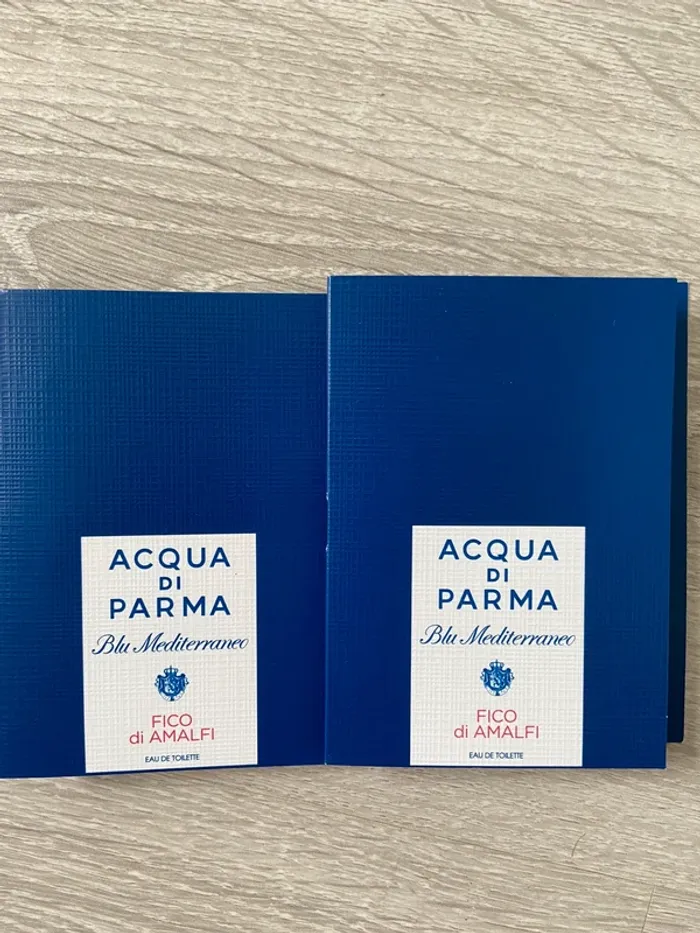 ACQUA
DI
PARMA
Blu Mediterraneo
FICO
di AMALFI
EAU DE TOILETTE
ACQUA
DI
PARMA
Blu Mediterraneo
FICO
di AMALFI
EAU DE TOILETTE